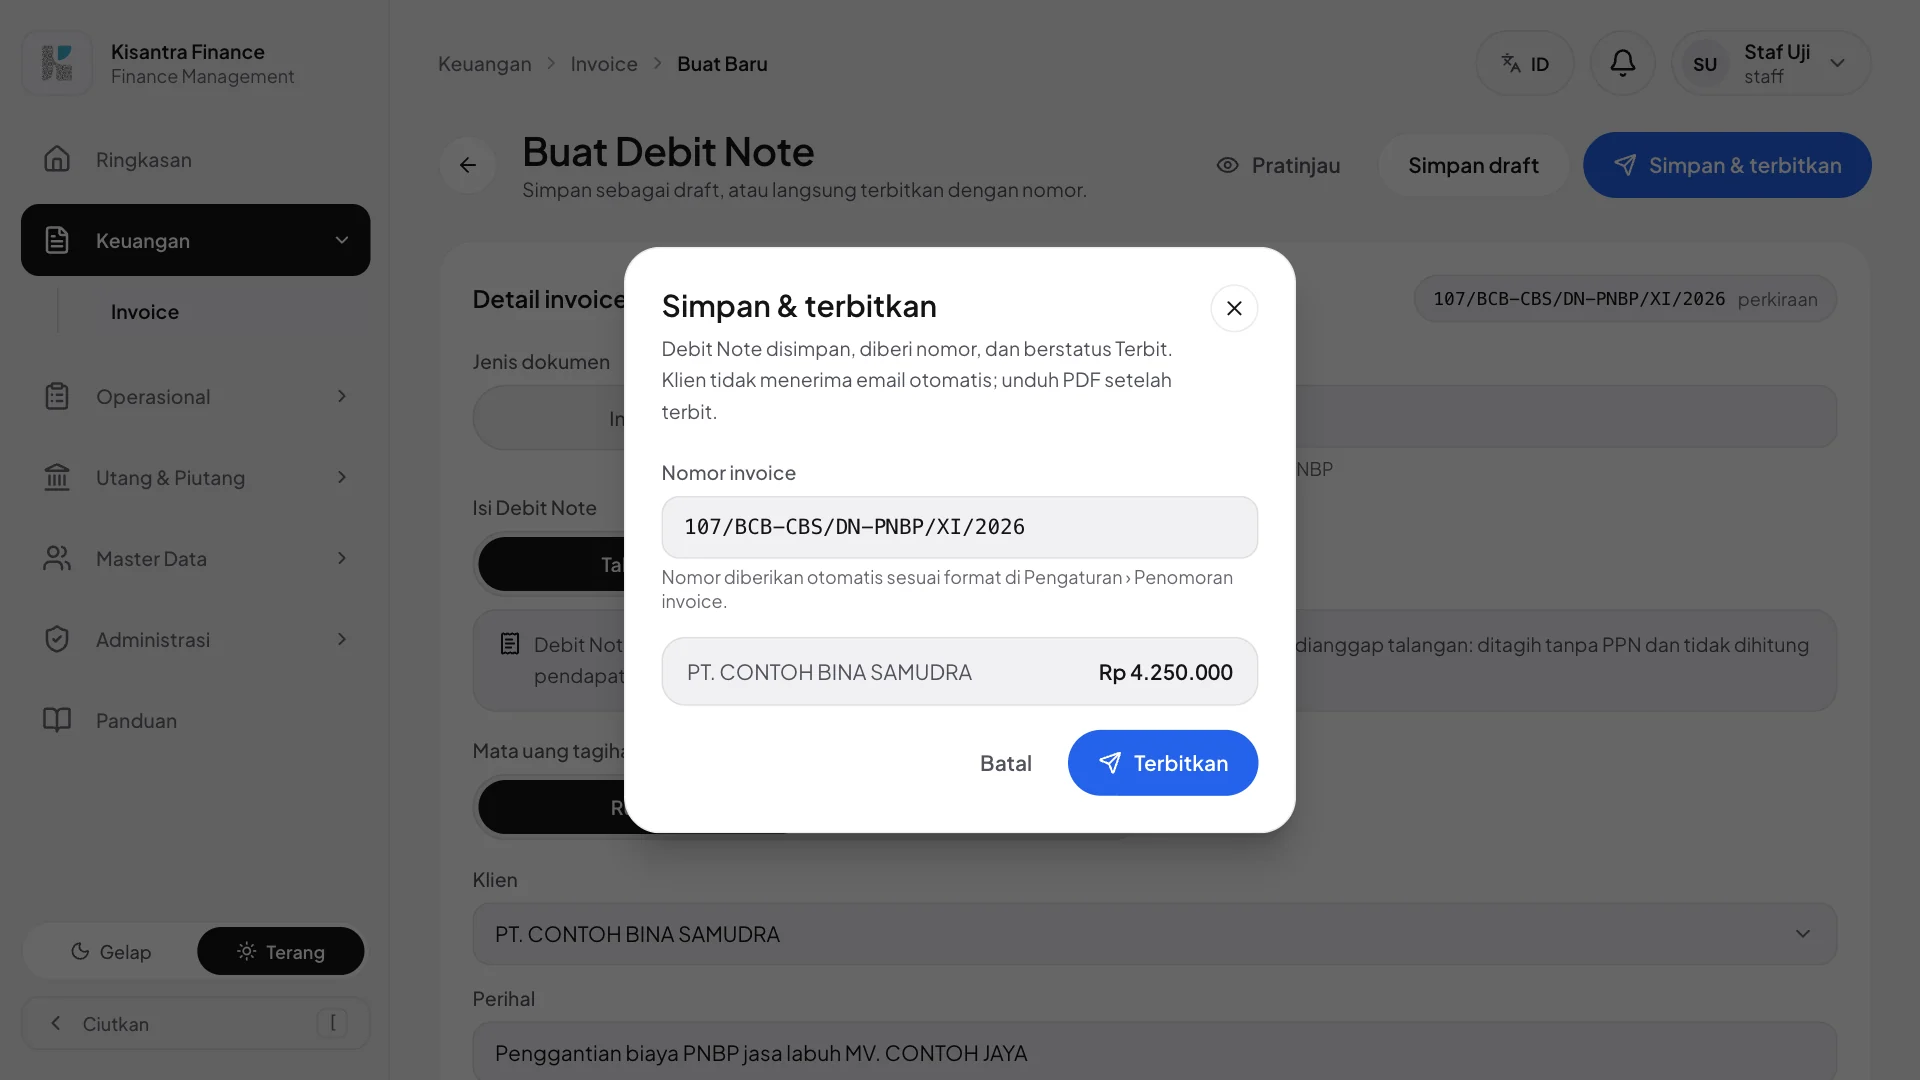 Kisantra Finance
Finance Management
Ringkasan
Keuangan
Invoice
Operasional
Utang & Piutang
Master Data
Administrasi
Panduan
Gelap
Terang
Ciutkan
[
Keuangan > Invoice > Buat Baru
ID
SU
Staf Uji
staff
Buat Debit Note
Simpan sebagai draft, atau langsung terbitkan dengan nomor.
Pratinjau
Simpan draft
Simpan & terbitkan
Detail invoice
107/BCB-CBS/DN-PNBP/XI/2026 perkiraan
Jenis dokumen
Isi Debit Note
dianggap talangan: ditagih tanpa PPN dan tidak dihitung
Mata uang
Klien
PT. CONTOH BINA SAMUDRA
Perihal
Penggantian biaya PNBP jasa labuh MV. CONTOH JAYA
Simpan & terbitkan
Debit Note disimpan, diberi nomor, dan berstatus Terbit.
Klien tidak menerima email otomatis; unduh PDF setelah
terbit.
Nomor invoice
107/BCB-CBS/DN-PNBP/XI/2026
Nomor diberikan otomatis sesuai format di Pengaturan › Penomoran
invoice.
PT. CONTOH BINA SAMUDRA
Rp 4.250.000
Batal
Terbitkan